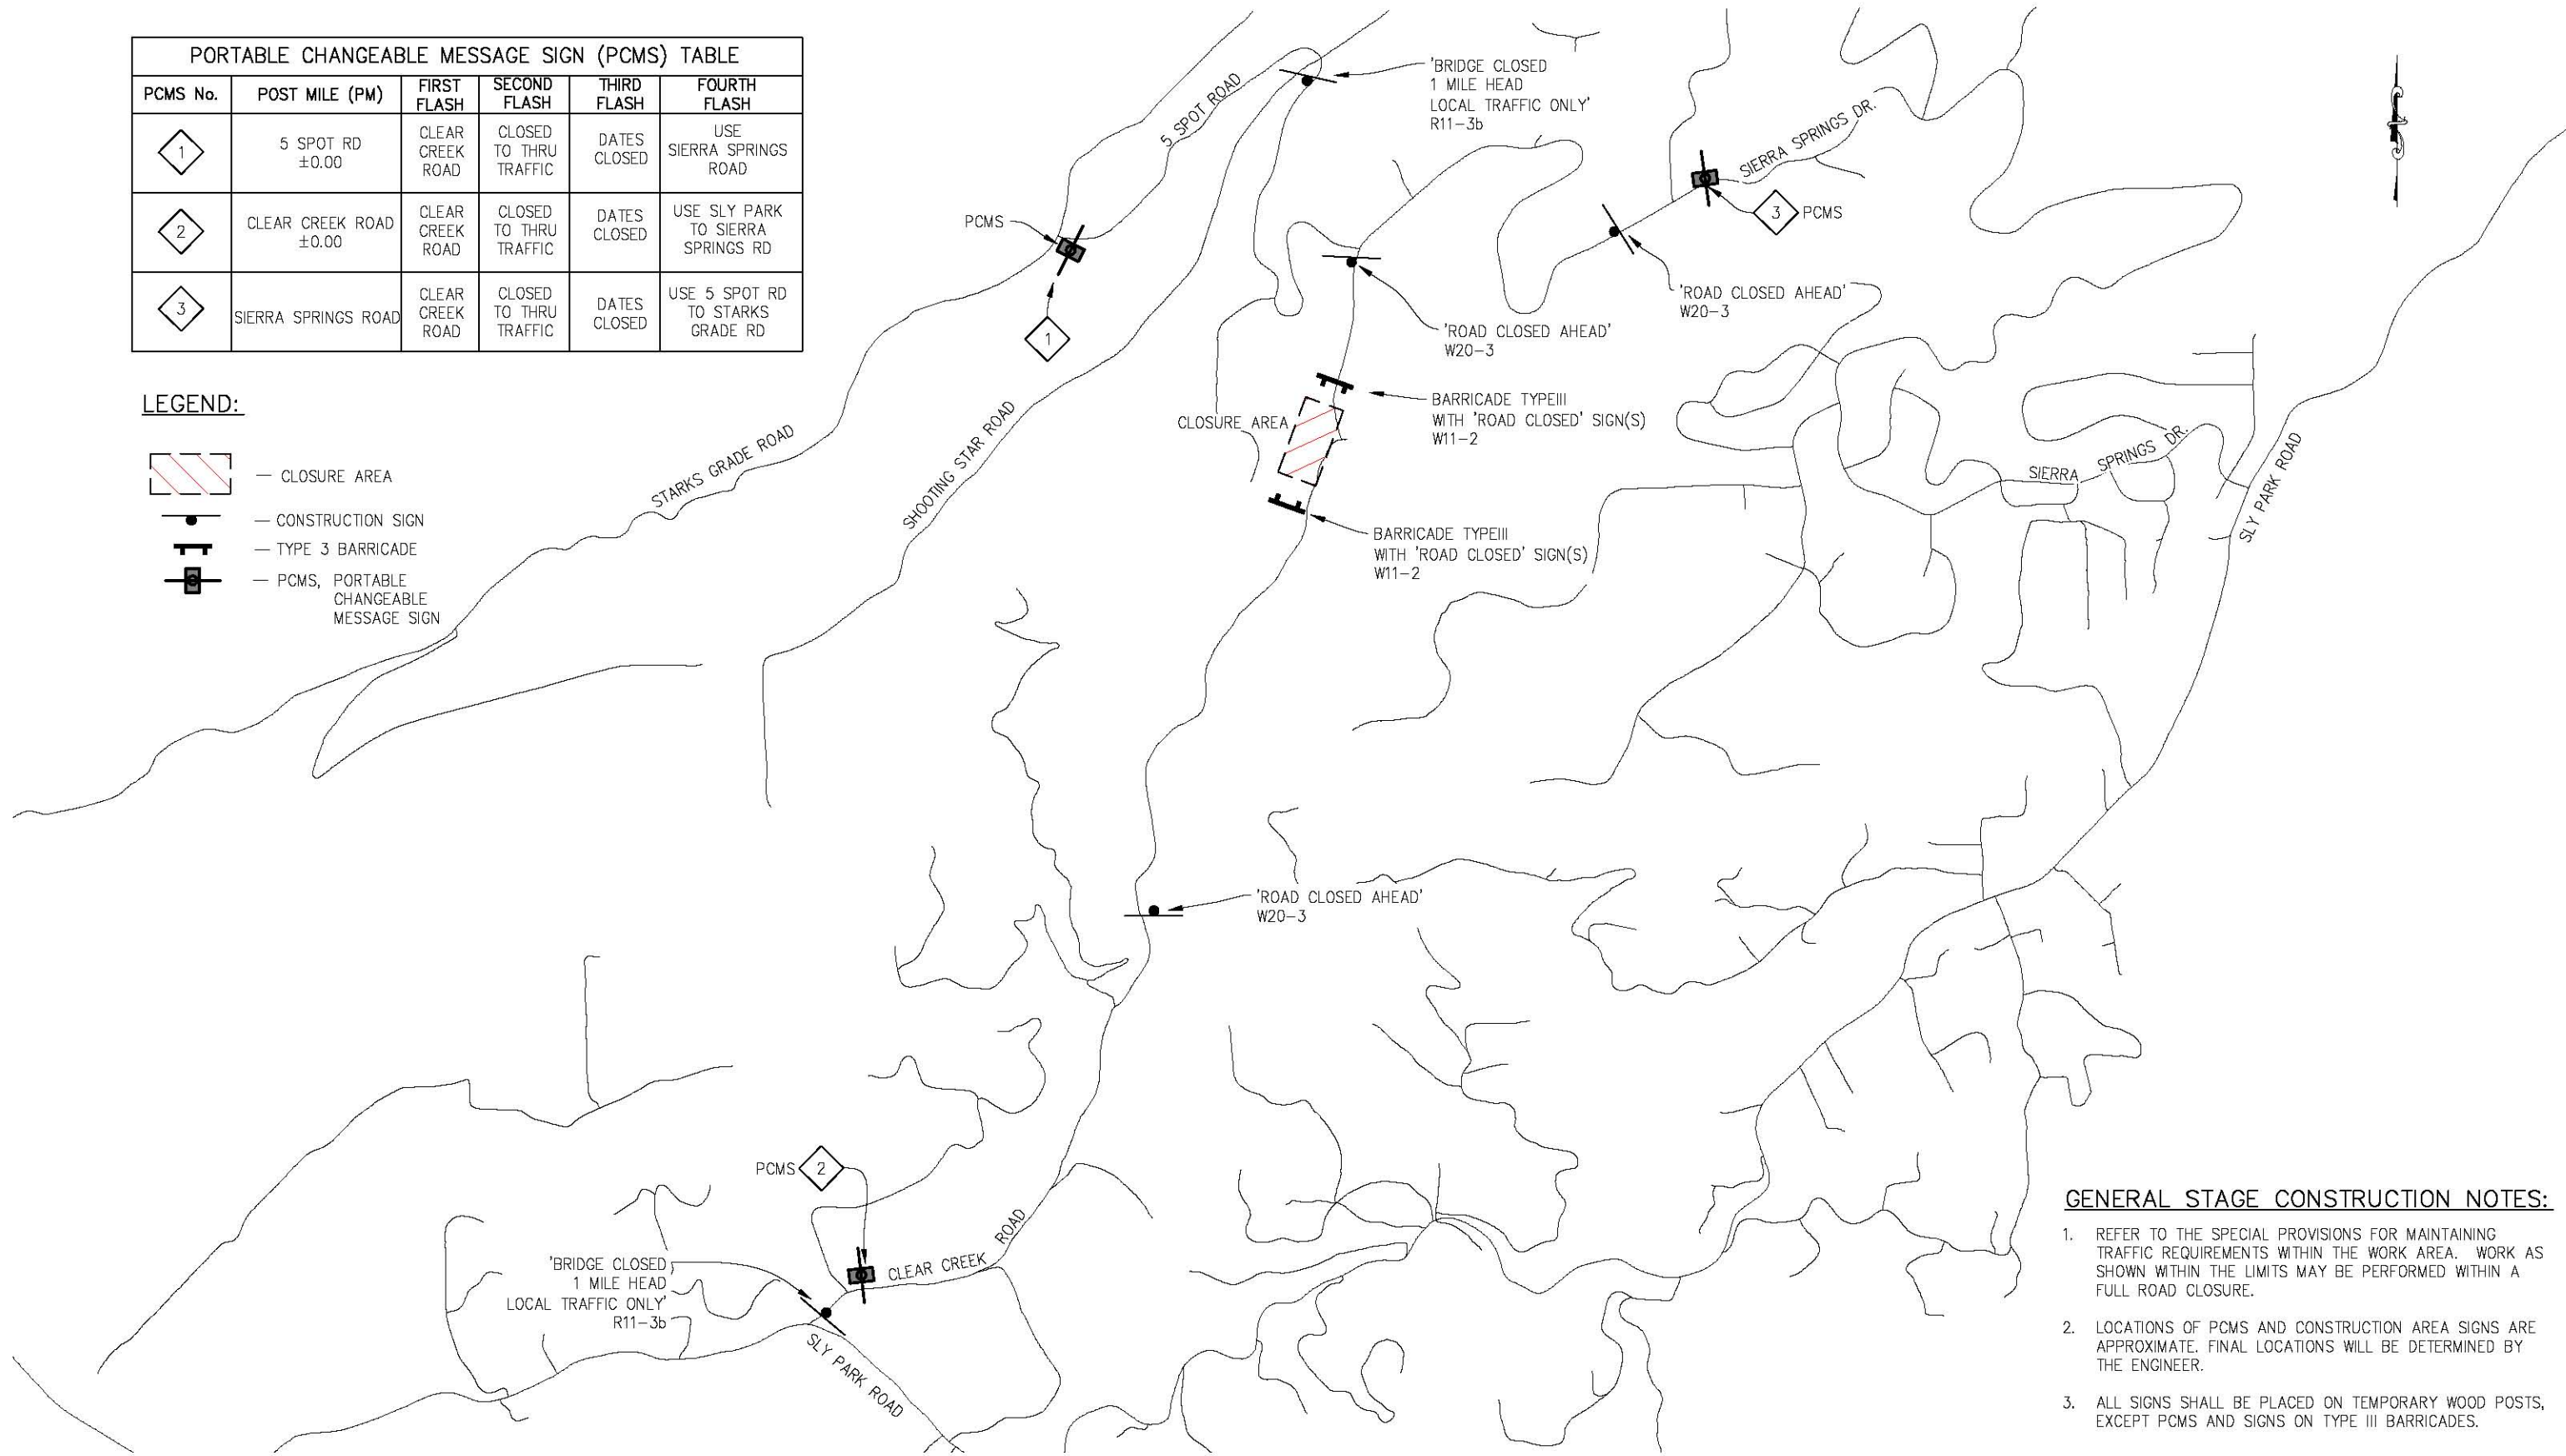 PORTABLE CHANGEABLE MESSAGE SIGN (PCMS) TABLE
PCMS No.
POST MILE (PM)
FIRST
FLASH
SECOND
FLASH
THIRD
FLASH
FOURTH
FLASH
1
5 SPOT RD
±0.00
CLEAR
CREEK
ROAD
CLOSED
TO THRU
TRAFFIC
DATES
CLOSED
USE
SIERRA SPRINGS
ROAD
2
CLEAR CREEK ROAD
±0.00
CLEAR
CREEK
ROAD
CLOSED
TO THRU
TRAFFIC
DATES
CLOSED
USE SLY PARK
TO SIERRA
SPRINGS RD
3
SIERRA SPRINGS ROAD
CLEAR
CREEK
ROAD
CLOSED
TO THRU
TRAFFIC
DATES
CLOSED
USE 5 SPOT RD
TO STARKS
GRADE RD
LEGEND:
— CLOSURE AREA
— CONSTRUCTION SIGN
— TYPE 3 BARRICADE
— PCMS, PORTABLE
CHANGEABLE
MESSAGE SIGN
5 SPOT ROAD
'BRIDGE CLOSED
1 MILE HEAD
LOCAL TRAFFIC ONLY'
R11-3b
SIERRA SPRINGS DR.
3 PCMS
PCMS
1
'ROAD CLOSED AHEAD'
W20-3
'ROAD CLOSED AHEAD'
W20-3
BARRICADE TYPEIII
WITH 'ROAD CLOSED' SIGN(S)
W11-2
CLOSURE AREA
STARKS GRADE ROAD
SHOOTING STAR ROAD
SIERRA SPRINGS DR.
SLY PARK ROAD
BARRICADE TYPEIII
WITH 'ROAD CLOSED' SIGN(S)
W11-2
'ROAD CLOSED AHEAD'
W20-3
PCMS 2
CLEAR CREEK ROAD
'BRIDGE CLOSED
1 MILE HEAD
LOCAL TRAFFIC ONLY'
R11-3b
SLY PARK ROAD
GENERAL STAGE CONSTRUCTION NOTES:
1. REFER TO THE SPECIAL PROVISIONS FOR MAINTAINING
TRAFFIC REQUIREMENTS WITHIN THE WORK AREA. WORK AS
SHOWN WITHIN THE LIMITS MAY BE PERFORMED WITHIN A
FULL ROAD CLOSURE.
2. LOCATIONS OF PCMS AND CONSTRUCTION AREA SIGNS ARE
APPROXIMATE. FINAL LOCATIONS WILL BE DETERMINED BY
THE ENGINEER.
3. ALL SIGNS SHALL BE PLACED ON TEMPORARY WOOD POSTS,
EXCEPT PCMS AND SIGNS ON TYPE III BARRICADES.